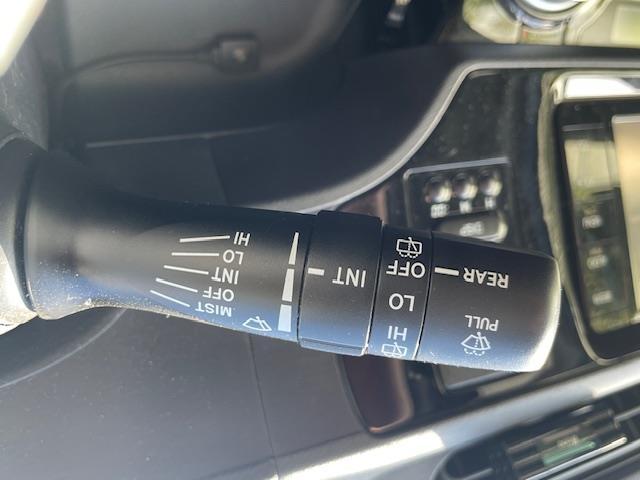 MIST
OFF
INT
LO
HI
INT
OFF
LO
HI
REAR
PULL